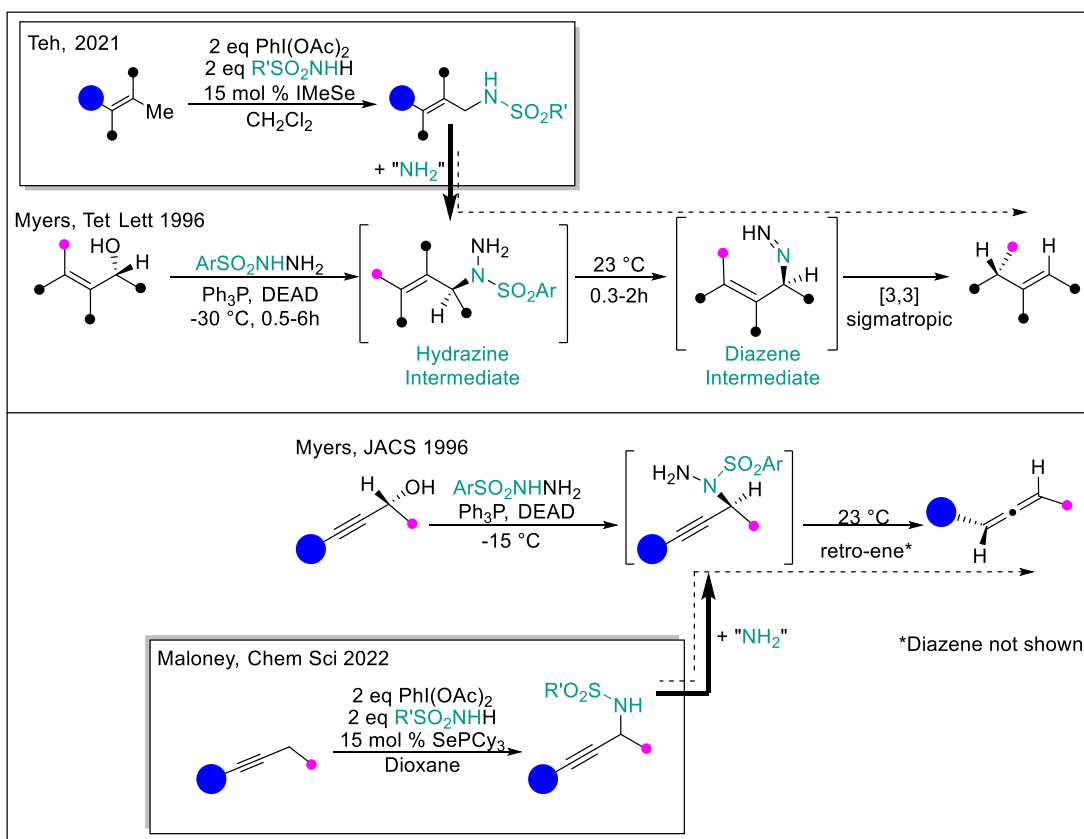 Teh, 2021
2 eq PhI(OAc)2
2 eq R'SO2NHH
15 mol % IMeSe
CH2Cl2
Me
H
N
SO2R'
+ "NH2"
Myers, Tet Lett 1996
HO
H
ArSO2NHNH2
Ph3P, DEAD
-30 °C, 0.5-6h
NH2
N
SO2Ar
H
Hydrazine
Intermediate
23 °C
0.3-2h
HN
N
H
Diazene
Intermediate
[3,3]
sigmatropic
H
H
Myers, JACS 1996
H
OH
ArSO2NHNH2
Ph3P, DEAD
-15 °C
H2N
N
SO2Ar
H
23 °C
retro-ene*
H
H
+ "NH2"
*Diazene not shown
Maloney, Chem Sci 2022
2 eq PhI(OAc)2
2 eq R'SO2NHH
15 mol % SePCy3
Dioxane
R'O2S
NH